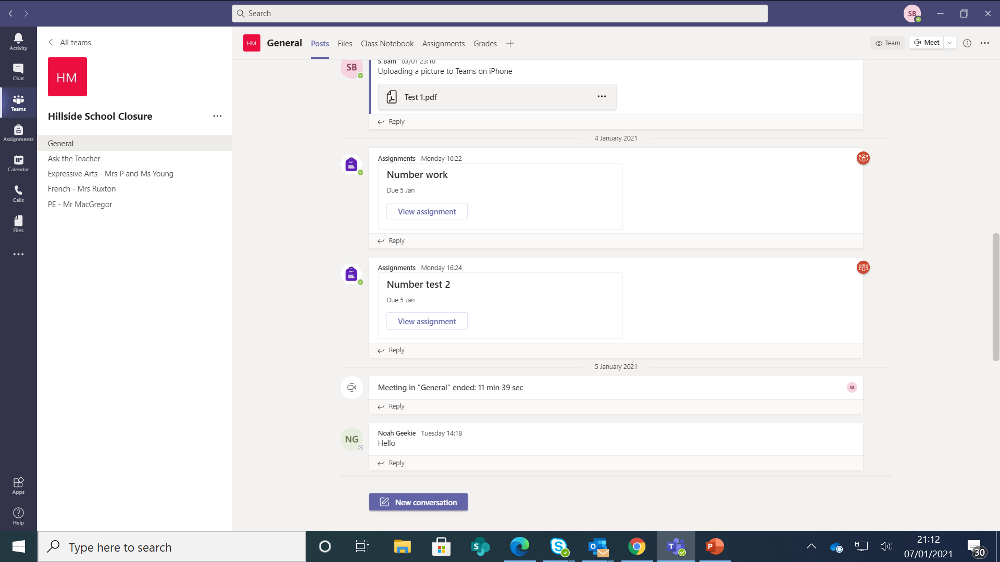 Search
SB
Activity
Chat
Teams
Assignments
Calendar
Calls
Files
Apps
Help
All teams
HM
Hillside School Closure
General
Ask the Teacher
Expressive Arts - Mrs P and Ms Young
French - Mrs Ruxton
PE - Mr MacGregor
HM General Posts Files Class Notebook Assignments Grades
Team Meet
SB
S Bain 03/01 23:10
Uploading a picture to Teams on iPhone
Test 1.pdf
Reply
4 January 2021
Assignments Monday 16:22
Number work
Due 5 Jan
View assignment
Reply
Assignments Monday 16:24
Number test 2
Due 5 Jan
View assignment
Reply
5 January 2021
Meeting in "General" ended: 11 min 39 sec
SB
Reply
NG
Noah Geekie Tuesday 14:18
Hello
Reply
New conversation
Type here to search
S
S
O
T
P
21:12
07/01/2021
30